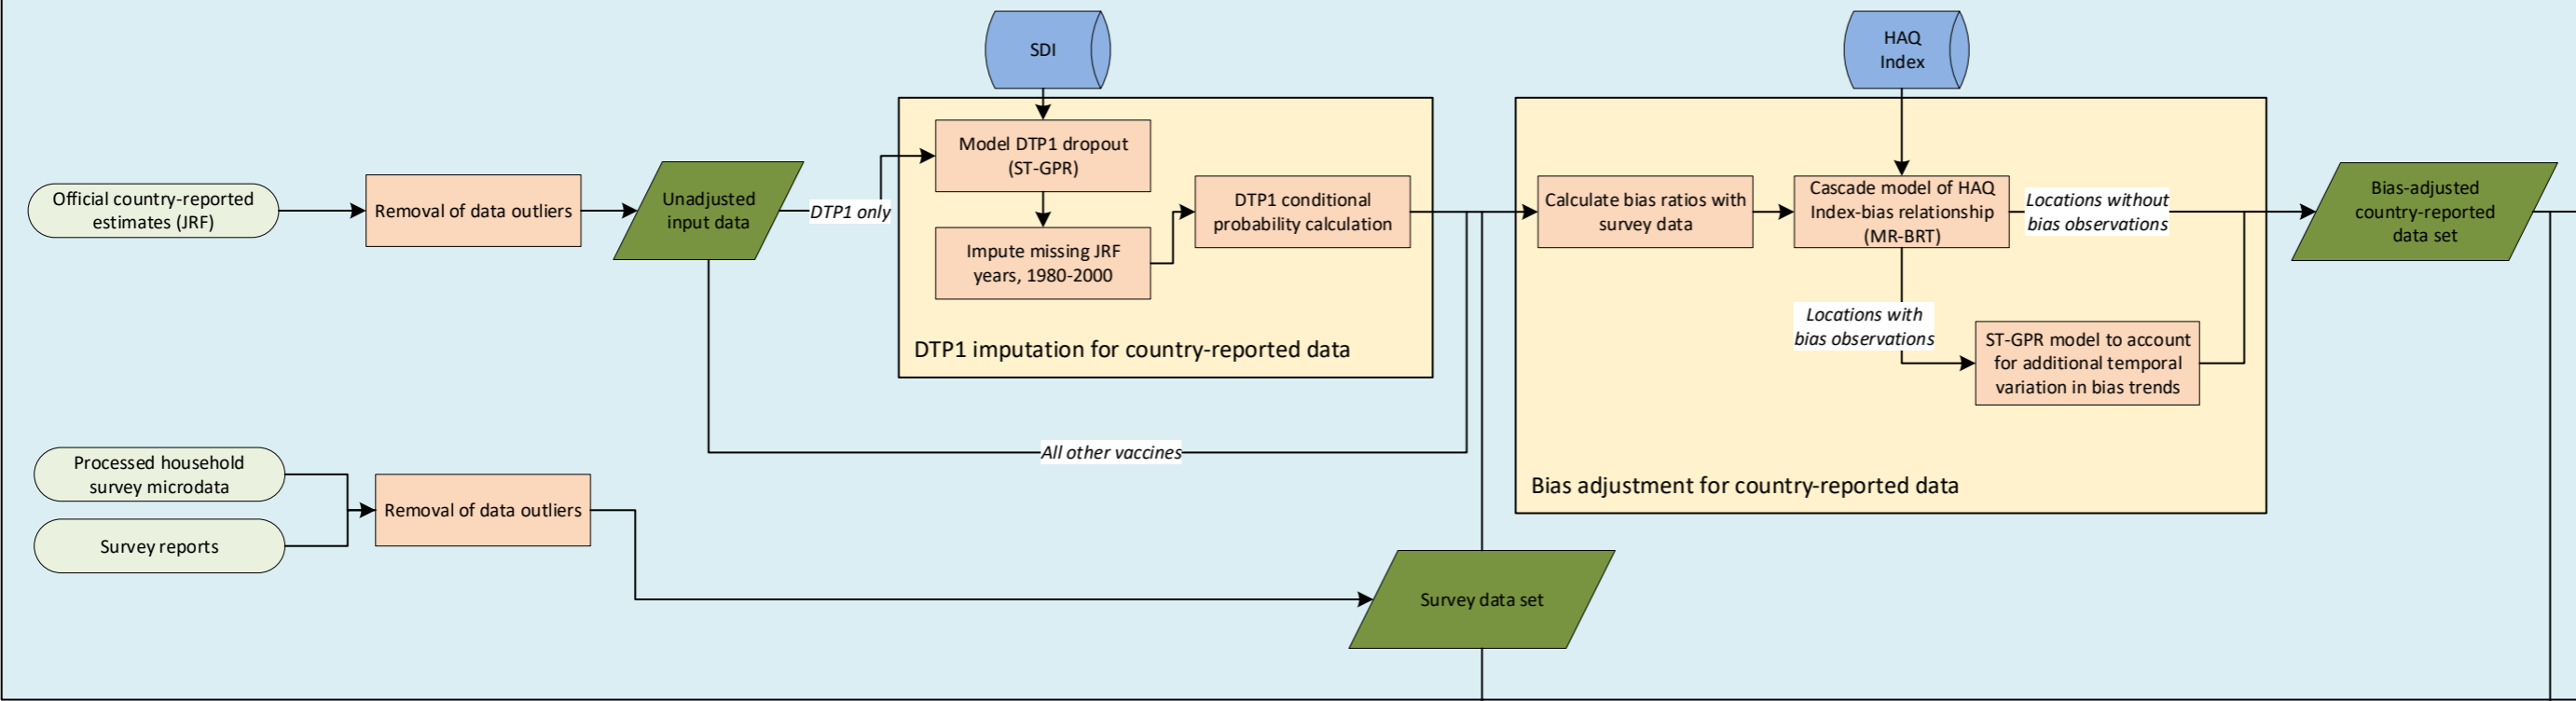 SDI
HAQ
Index
Official country-reported
estimates (JRF)
Removal of data outliers
Unadjusted
input data
DTP1 only
Model DTP1 dropout
(ST-GPR)
Impute missing JRF
years, 1980-2000
DTP1 conditional
probability calculation
DTP1 imputation for country-reported data
Calculate bias ratios with
survey data
Cascade model of HAQ
Index-bias relationship
(MR-BRT)
Locations without
bias observations
Locations with
bias observations
ST-GPR model to account
for additional temporal
variation in bias trends
Bias adjustment for country-reported data
Bias-adjusted
country-reported
data set
All other vaccines
Processed household
survey microdata
Survey reports
Removal of data outliers
Survey data set